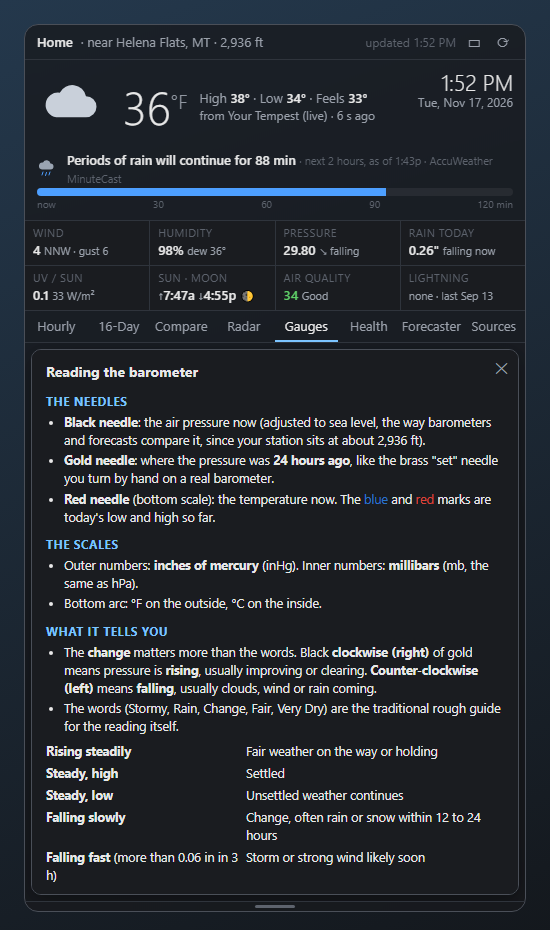 Home · near Helena Flats, MT · 2,936 ft updated 1:52 PM
36°F
High 38° · Low 34° · Feels 33°
from Your Tempest (live) · 6 s ago
1:52 PM
Tue, Nov 17, 2026
Periods of rain will continue for 88 min · next 2 hours, as of 1:43p · AccuWeather
MinuteCast
now 30 60 90 120 min
WIND HUMIDITY PRESSURE RAIN TODAY
4 NNW · gust 6 98% dew 36° 29.80 ↘ falling 0.26" falling now
UV / SUN SUN · MOON AIR QUALITY LIGHTNING
0.1 33 W/m² ↑7:47a ↓4:55p 34 Good none · last Sep 13
Hourly 16-Day Compare Radar Gauges Health Forecaster Sources
Reading the barometer
THE NEEDLES
• Black needle: the air pressure now (adjusted to sea level, the way barometers
and forecasts compare it, since your station sits at about 2,936 ft).
• Gold needle: where the pressure was 24 hours ago, like the brass "set" needle
you turn by hand on a real barometer.
• Red needle (bottom scale): the temperature now. The blue and red marks are
today's low and high so far.
THE SCALES
• Outer numbers: inches of mercury (inHg). Inner numbers: millibars (mb, the
same as hPa).
• Bottom arc: °F on the outside, °C on the inside.
WHAT IT TELLS YOU
• The change matters more than the words. Black clockwise (right) of gold
means pressure is rising, usually improving or clearing. Counter-clockwise
(left) means falling, usually clouds, wind or rain coming.
• The words (Stormy, Rain, Change, Fair, Very Dry) are the traditional rough guide
for the reading itself.
Rising steadily Fair weather on the way or holding
Steady, high Settled
Steady, low Unsettled weather continues
Falling slowly Change, often rain or snow within 12 to 24
hours
Falling fast (more than 0.06 in in 3 Storm or strong wind likely soon
h)